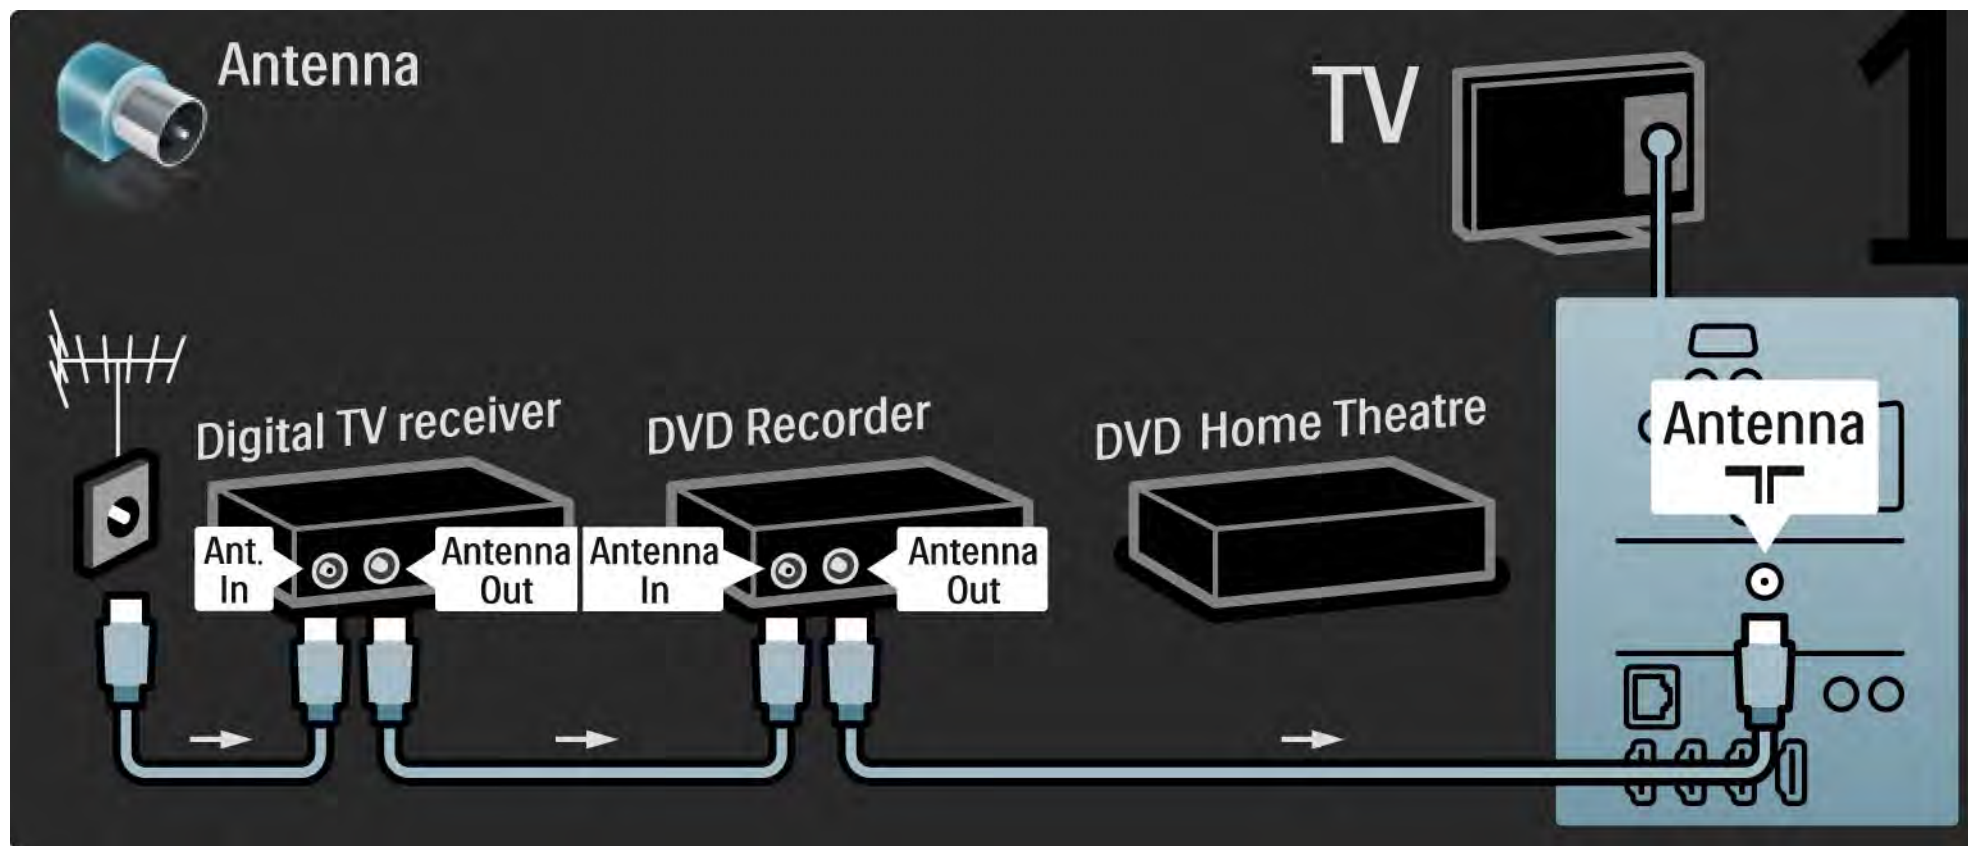 Antenna
TV
1
Digital TV receiver
DVD Recorder
DVD Home Theatre
Antenna
Ant.
In
Antenna
Out
Antenna
In
Antenna
Out